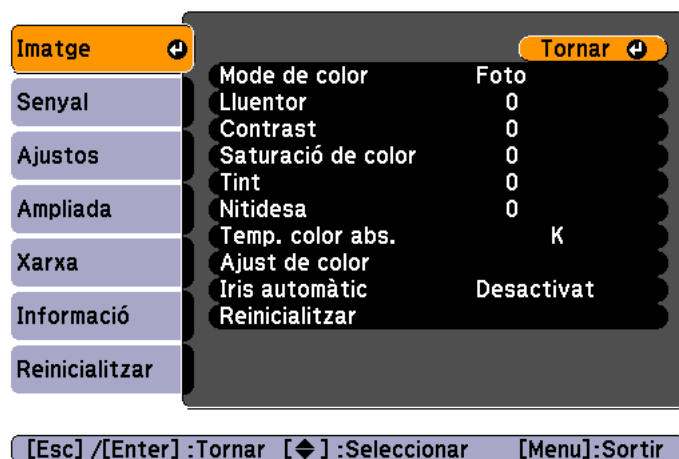 Imatge
Senyal
Ajustos
Ampliada
Xarxa
Informació
Reinicialitzar
Tornar
Mode de color Foto
Lluentor 0
Contrast 0
Saturació de color 0
Tint 0
Nitidesa 0
Temp. color abs. K
Ajust de color
Iris automàtic Desactivat
Reinicialitzar
[Esc] /[Enter] :Tornar [◆] :Seleccionar [Menu]:Sortir